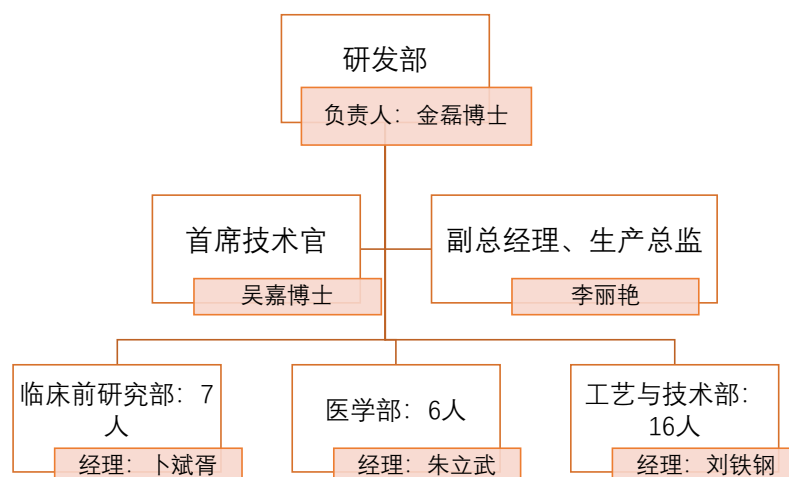 研发部
负责人：金磊博士
首席技术官
吴嘉博士
副总经理、生产总监
李丽艳
临床前研究部：7
人
经理：卜斌胥
医学部：6人
经理：朱立武
工艺与技术部：
16人
经理：刘铁钢